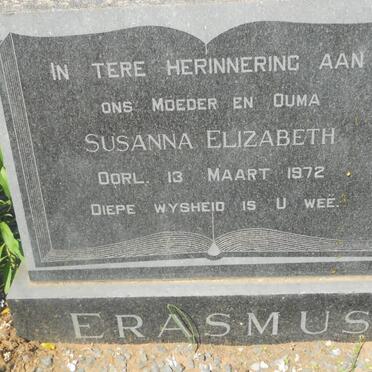 IN TERE HERINNERING AAN
ONS MOEDER EN OUMA
SUSANNA ELIZABETH
OORL. 13 MAART 1972
DIEPE WYSHEID IS U WEË.
ERASMUS